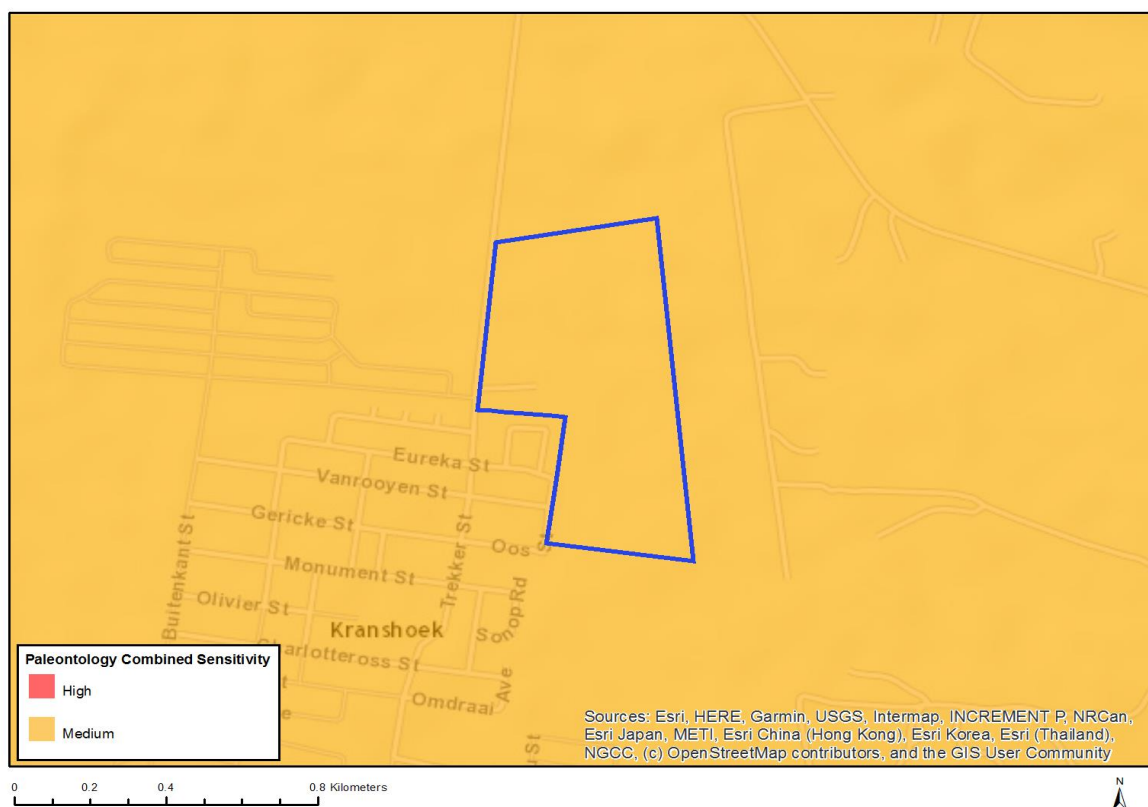 Eureka St
Vanrooyen St
Gericke St
Oos St
Monument St
Trekker St
Buitenkant St
Olivier St
Sonop Rd
Kranshoek
Charlotteross St
Omdraai Ave
Paleontology Combined Sensitivity
High
Medium
Sources: Esri, HERE, Garmin, USGS, Intermap, INCREMENT P, NRCan,
Esri Japan, METI, Esri China (Hong Kong), Esri Korea, Esri (Thailand),
NGCC, (c) OpenStreetMap contributors, and the GIS User Community
0 0.2 0.4 0.8 Kilometers
N